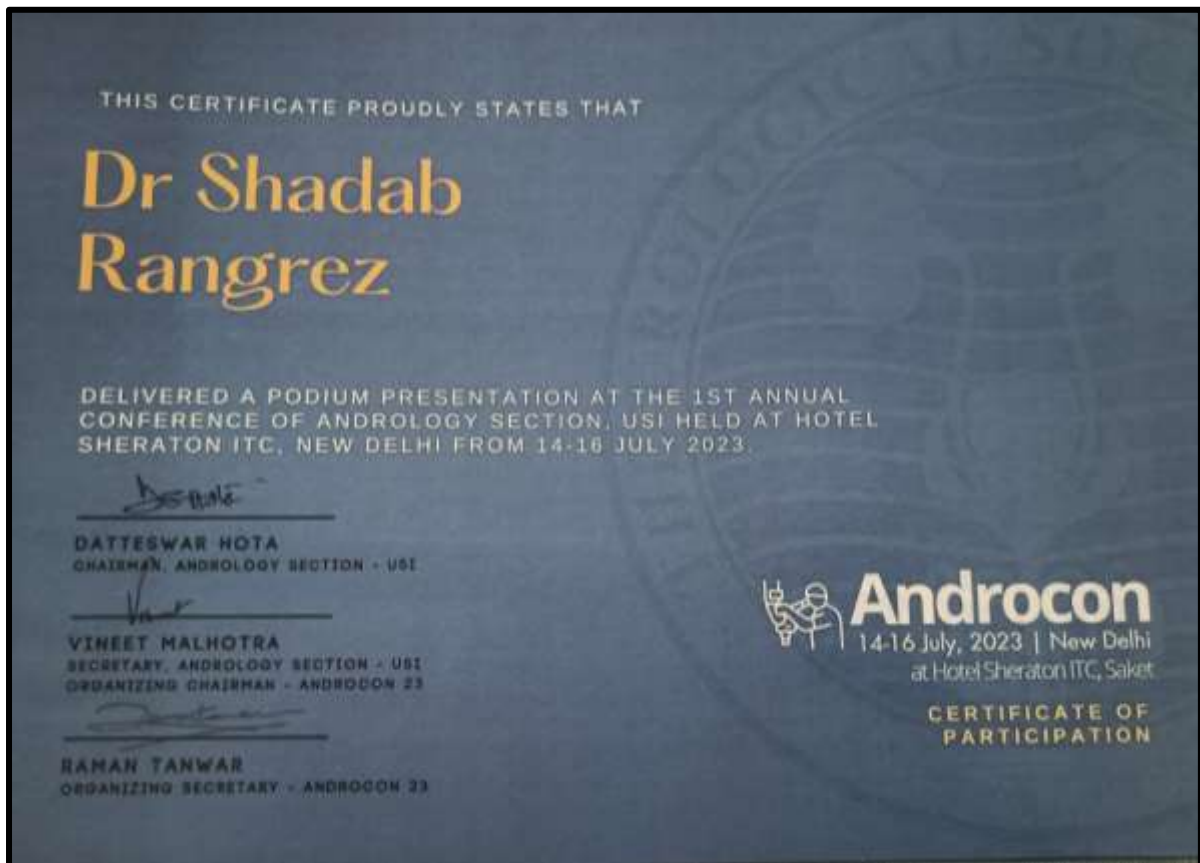 THIS CERTIFICATE PROUDLY STATES THAT
Dr Shadab
Rangrez
DELIVERED A PODIUM PRESENTATION AT THE 1ST ANNUAL
CONFERENCE OF ANDROLOGY SECTION, USI HELD AT HOTEL
SHERATON ITC, NEW DELHI FROM 14-16 JULY 2023.
DATTESWAR HOTA
CHAIRMAN, ANDROLOGY SECTION - USI
VINEET MALHOTRA
SECRETARY, ANDROLOGY SECTION - USI
ORGANIZING CHAIRMAN - ANDROCON 23
RAMAN TANWAR
ORGANIZING SECRETARY - ANDROCON 23
Androcon
14-16 July, 2023 | New Delhi
at Hotel Sheraton ITC, Saket
CERTIFICATE OF
PARTICIPATION